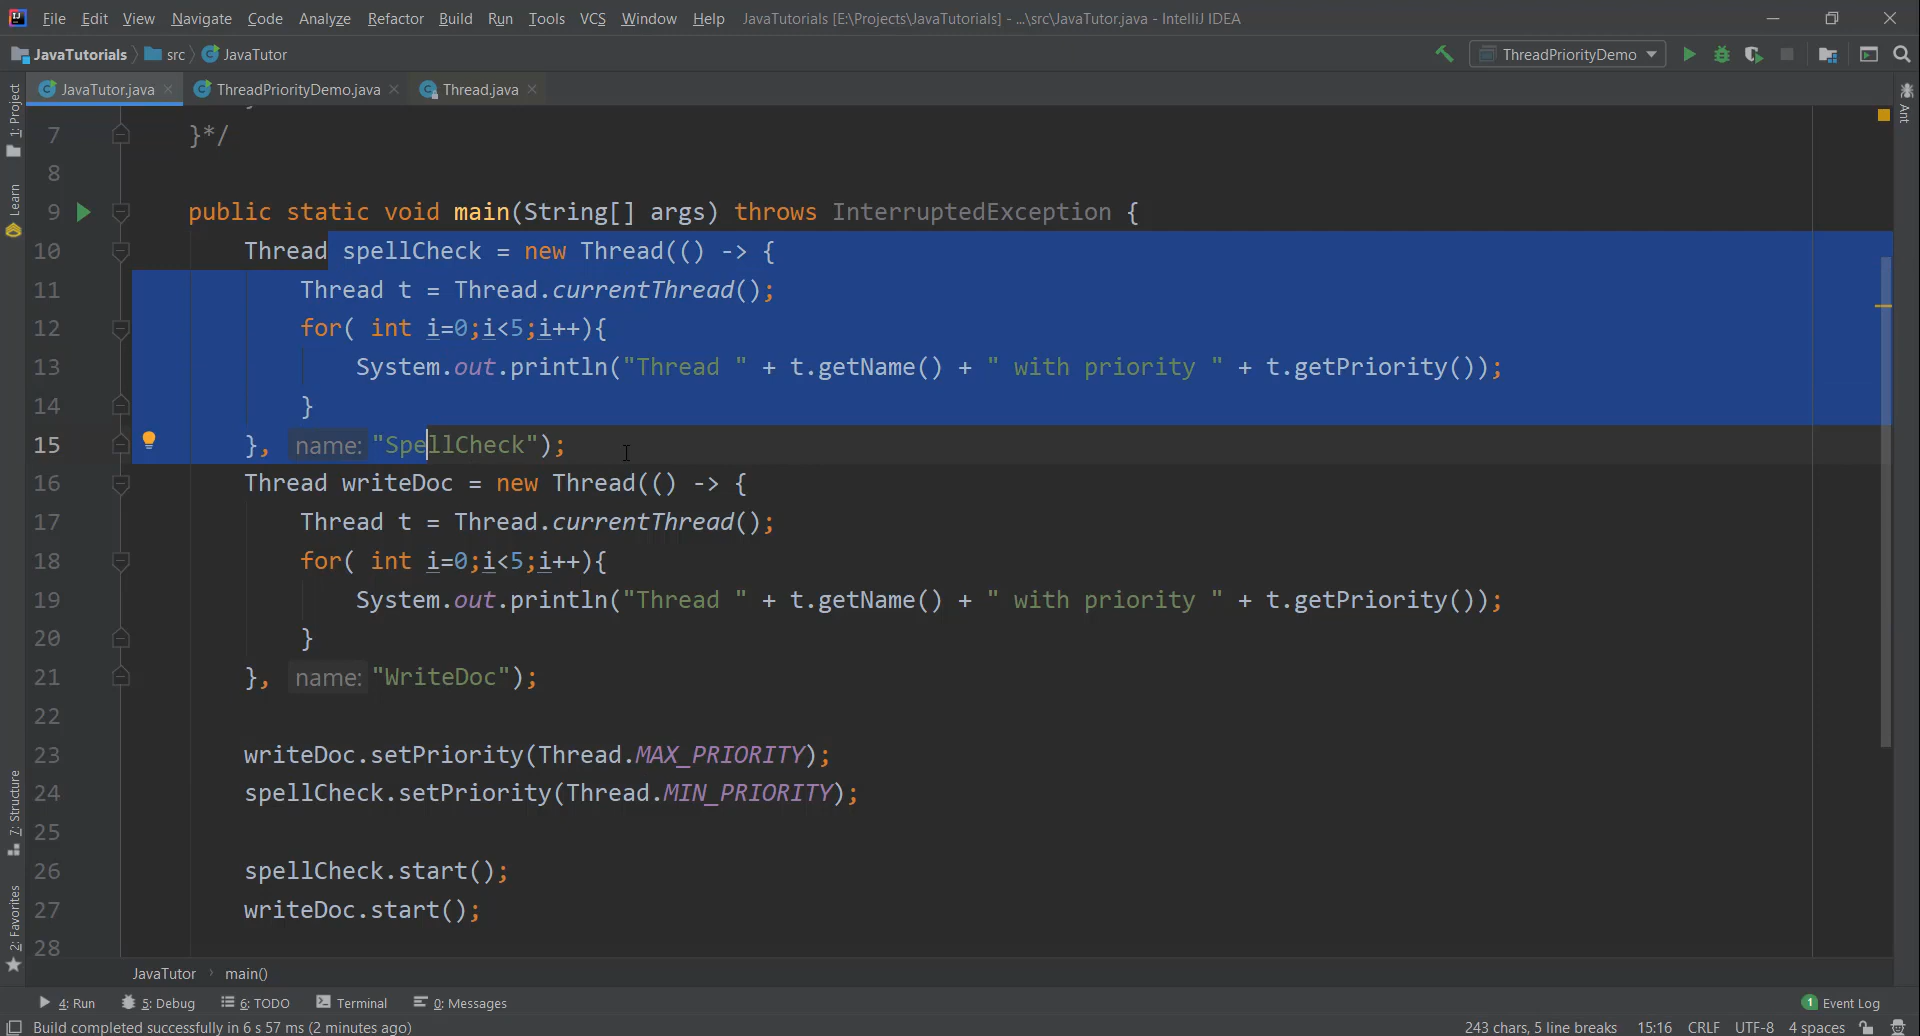 File Edit View Navigate Code Analyze Refactor Build Run Tools VCS Window Help JavaTutorials [E:\Projects\JavaTutorials] - ...\src\JavaTutor.java - IntelliJ IDEA
JavaTutorials src JavaTutor ThreadPriorityDemo
JavaTutor.java ThreadPriorityDemo.java Thread.java
1: Project
Learn
7: Structure
2: Favorites
Ant
7 }*/
8
9 public static void main(String[] args) throws InterruptedException {
10 Thread spellCheck = new Thread(() -> {
11 Thread t = Thread.currentThread();
12 for( int i=0;i<5;i++){
13 System.out.println("Thread " + t.getName() + " with priority " + t.getPriority());
14 }
15 }, name: "SpellCheck");
16 Thread writeDoc = new Thread(() -> {
17 Thread t = Thread.currentThread();
18 for( int i=0;i<5;i++){
19 System.out.println("Thread " + t.getName() + " with priority " + t.getPriority());
20 }
21 }, name: "WriteDoc");
22
23 writeDoc.setPriority(Thread.MAX_PRIORITY);
24 spellCheck.setPriority(Thread.MIN_PRIORITY);
25
26 spellCheck.start();
27 writeDoc.start();
28
JavaTutor › main()
4: Run 5: Debug 6: TODO Terminal 0: Messages 1 Event Log
Build completed successfully in 6 s 57 ms (2 minutes ago) 243 chars, 5 line breaks 15:16 CRLF UTF-8 4 spaces